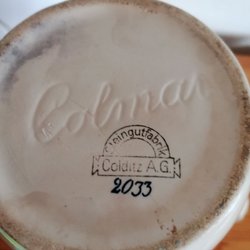 Colmar
Steingutfabrik
Colditz A.G.
2033